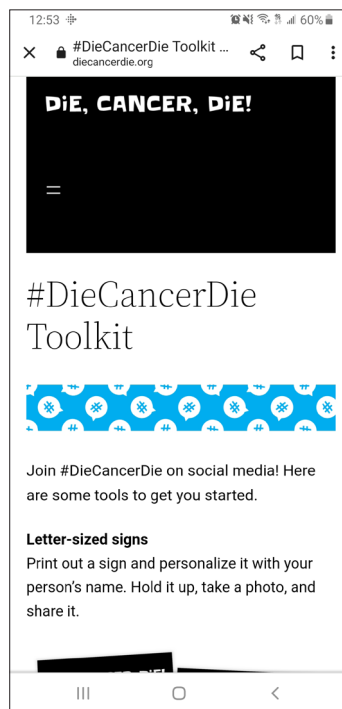 12:53
60%
#DieCancerDie Toolkit ...
diecancerdie.org
DiE, CANCER, DiE!
#DieCancerDie
Toolkit
Join #DieCancerDie on social media! Here
are some tools to get you started.
Letter-sized signs
Print out a sign and personalize it with your
person's name. Hold it up, take a photo, and
share it.